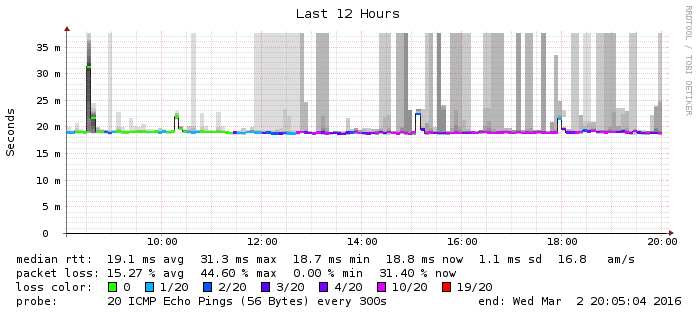 Last 12 Hours
RRDTOOL / TOBI OETIKER
Seconds
35 m
30 m
25 m
20 m
15 m
10 m
5 m
0
10:00 12:00 14:00 16:00 18:00 20:00
median rtt: 19.1 ms avg 31.3 ms max 18.7 ms min 18.8 ms now 1.1 ms sd 16.8 am/s
packet loss: 15.27 % avg 44.60 % max 0.00 % min 31.40 % now
loss color: 0 1/20 2/20 3/20 4/20 10/20 19/20
probe: 20 ICMP Echo Pings (56 Bytes) every 300s end: Wed Mar 2 20:05:04 2016